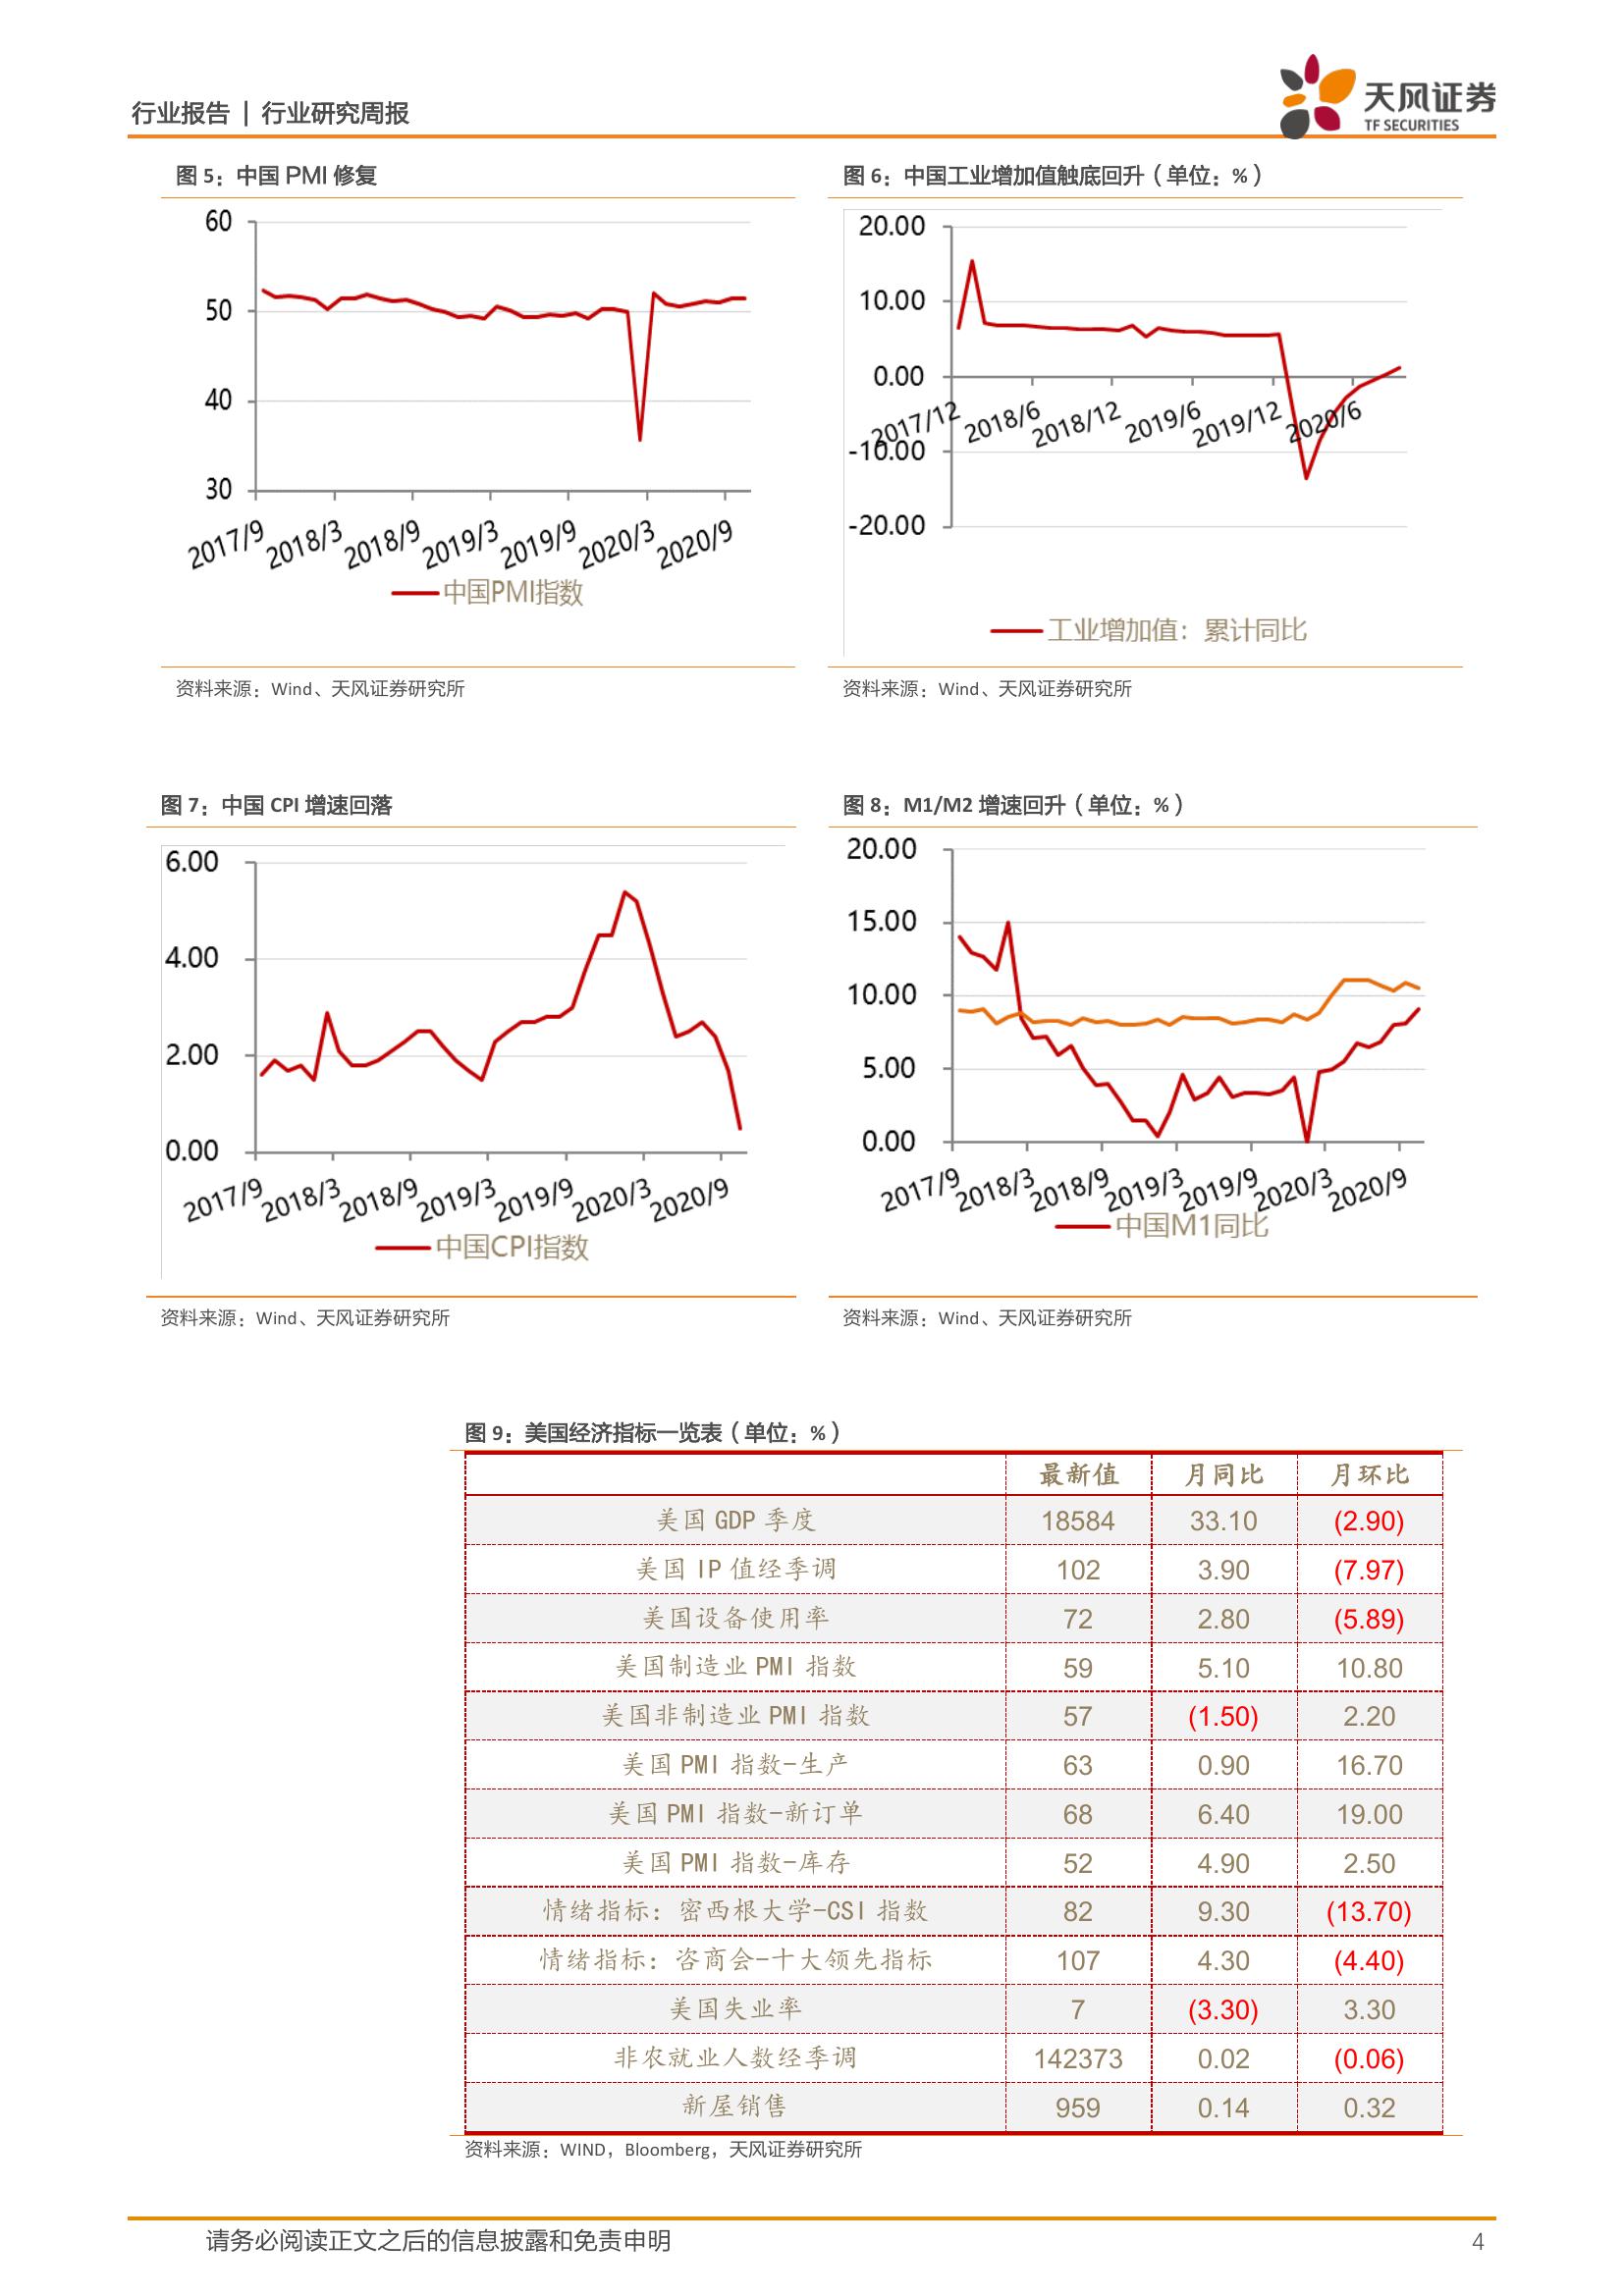 行业报告 | 行业研究周报
天风证券
TF SECURITIES
图 5：中国 PMI 修复
60
50
40
30
2017/9 2018/3 2018/9 2019/3 2019/9 2020/3 2020/9
中国PMI指数
资料来源：Wind、天风证券研究所
图 6：中国工业增加值触底回升（单位：%）
20.00
10.00
0.00
-10.00
-20.00
2017/12 2018/6 2018/12 2019/6 2019/12 2020/6
工业增加值：累计同比
资料来源：Wind、天风证券研究所
图 7：中国 CPI 增速回落
6.00
4.00
2.00
0.00
2017/9 2018/3 2018/9 2019/3 2019/9 2020/3 2020/9
中国CPI指数
资料来源：Wind、天风证券研究所
图 8：M1/M2 增速回升（单位：%）
20.00
15.00
10.00
5.00
0.00
2017/9 2018/3 2018/9 2019/3 2019/9 2020/3 2020/9
中国M1同比
资料来源：Wind、天风证券研究所
图 9：美国经济指标一览表（单位：%）
最新值 月同比 月环比
美国 GDP 季度 18584 33.10 (2.90)
美国 IP 值经季调 102 3.90 (7.97)
美国设备使用率 72 2.80 (5.89)
美国制造业 PMI 指数 59 5.10 10.80
美国非制造业 PMI 指数 57 (1.50) 2.20
美国 PMI 指数-生产 63 0.90 16.70
美国 PMI 指数-新订单 68 6.40 19.00
美国 PMI 指数-库存 52 4.90 2.50
情绪指标：密西根大学-CSI 指数 82 9.30 (13.70)
情绪指标：咨商会-十大领先指标 107 4.30 (4.40)
美国失业率 7 (3.30) 3.30
非农就业人数经季调 142373 0.02 (0.06)
新屋销售 959 0.14 0.32
资料来源：WIND，Bloomberg，天风证券研究所
请务必阅读正文之后的信息披露和免责申明 4